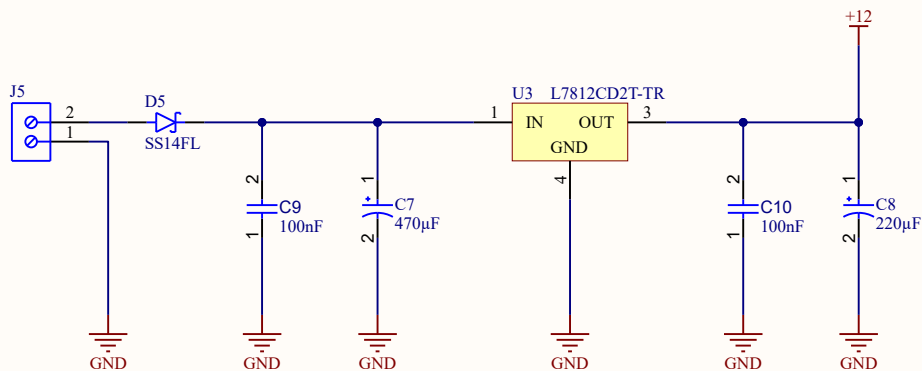 +12
J5
2
1
D5
SS14FL
U3 L7812CD2T-TR
1
IN OUT
GND
3
4
2
C9
100nF
1
1
C7
470µF
2
2
C10
100nF
1
1
C8
220µF
2
GND
GND
GND
GND
GND
GND